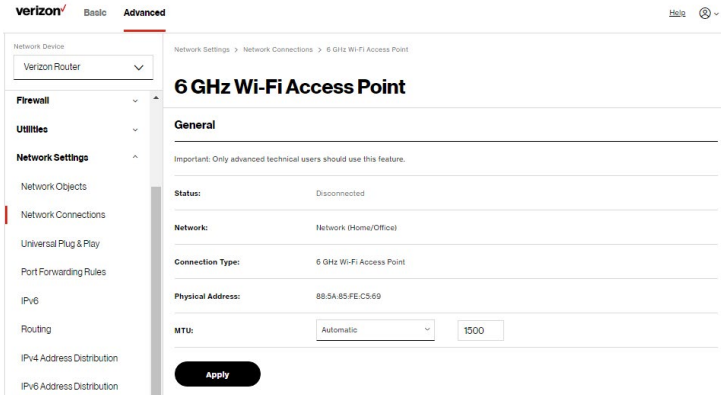 verizon✓ Basic Advanced Help
Network Device
Verizon Router
Firewall
Utilities
Network Settings
Network Objects
Network Connections
Universal Plug & Play
Port Forwarding Rules
IPv6
Routing
IPv4 Address Distribution
IPv6 Address Distribution
Network Settings > Network Connections > 6 GHz Wi-Fi Access Point
6 GHz Wi-Fi Access Point
General
Important: Only advanced technical users should use this feature.
Status: Disconnected
Network: Network (Home/Office)
Connection Type: 6 GHz Wi-Fi Access Point
Physical Address: 88:5A:85:FE:C5:69
MTU: Automatic 1500
Apply